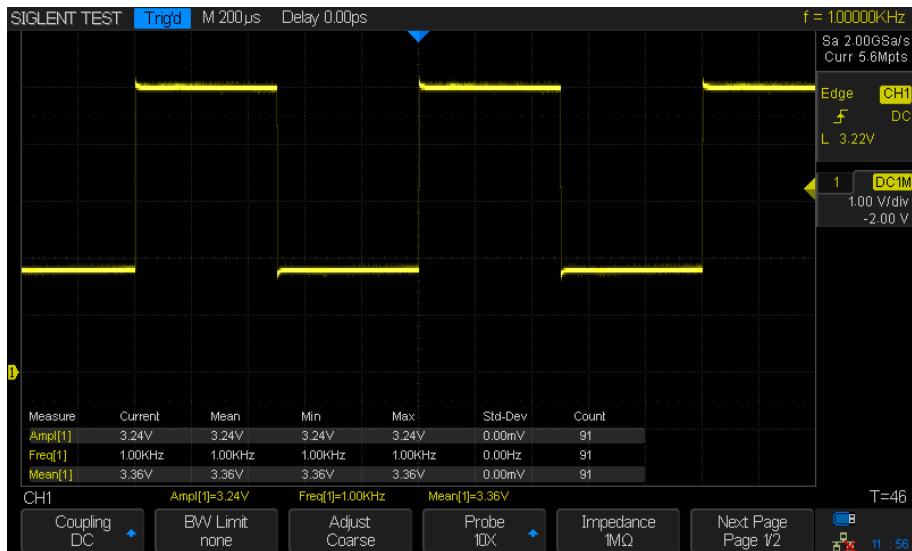 SIGLENT TEST Trig'd M 200µs Delay 0.00ps f = 1.00000KHz
Sa 2.00GSa/s
Curr 5.6Mpts
Edge CH1
DC
L 3.22V
1 DC1M
1.00 V/div
-2.00 V
1
Measure Current Mean Min Max Std-Dev Count
Ampl[1] 3.24V 3.24V 3.24V 3.24V 0.00mV 91
Freq[1] 1.00KHz 1.00KHz 1.00KHz 1.00KHz 0.00Hz 91
Mean[1] 3.36V 3.36V 3.36V 3.36V 0.00mV 91
CH1 Ampl[1]=3.24V Freq[1]=1.00KHz Mean[1]=3.36V T=46
Coupling BW Limit Adjust Probe Impedance Next Page
DC none Coarse 10X 1MΩ Page 1/2
11 : 56